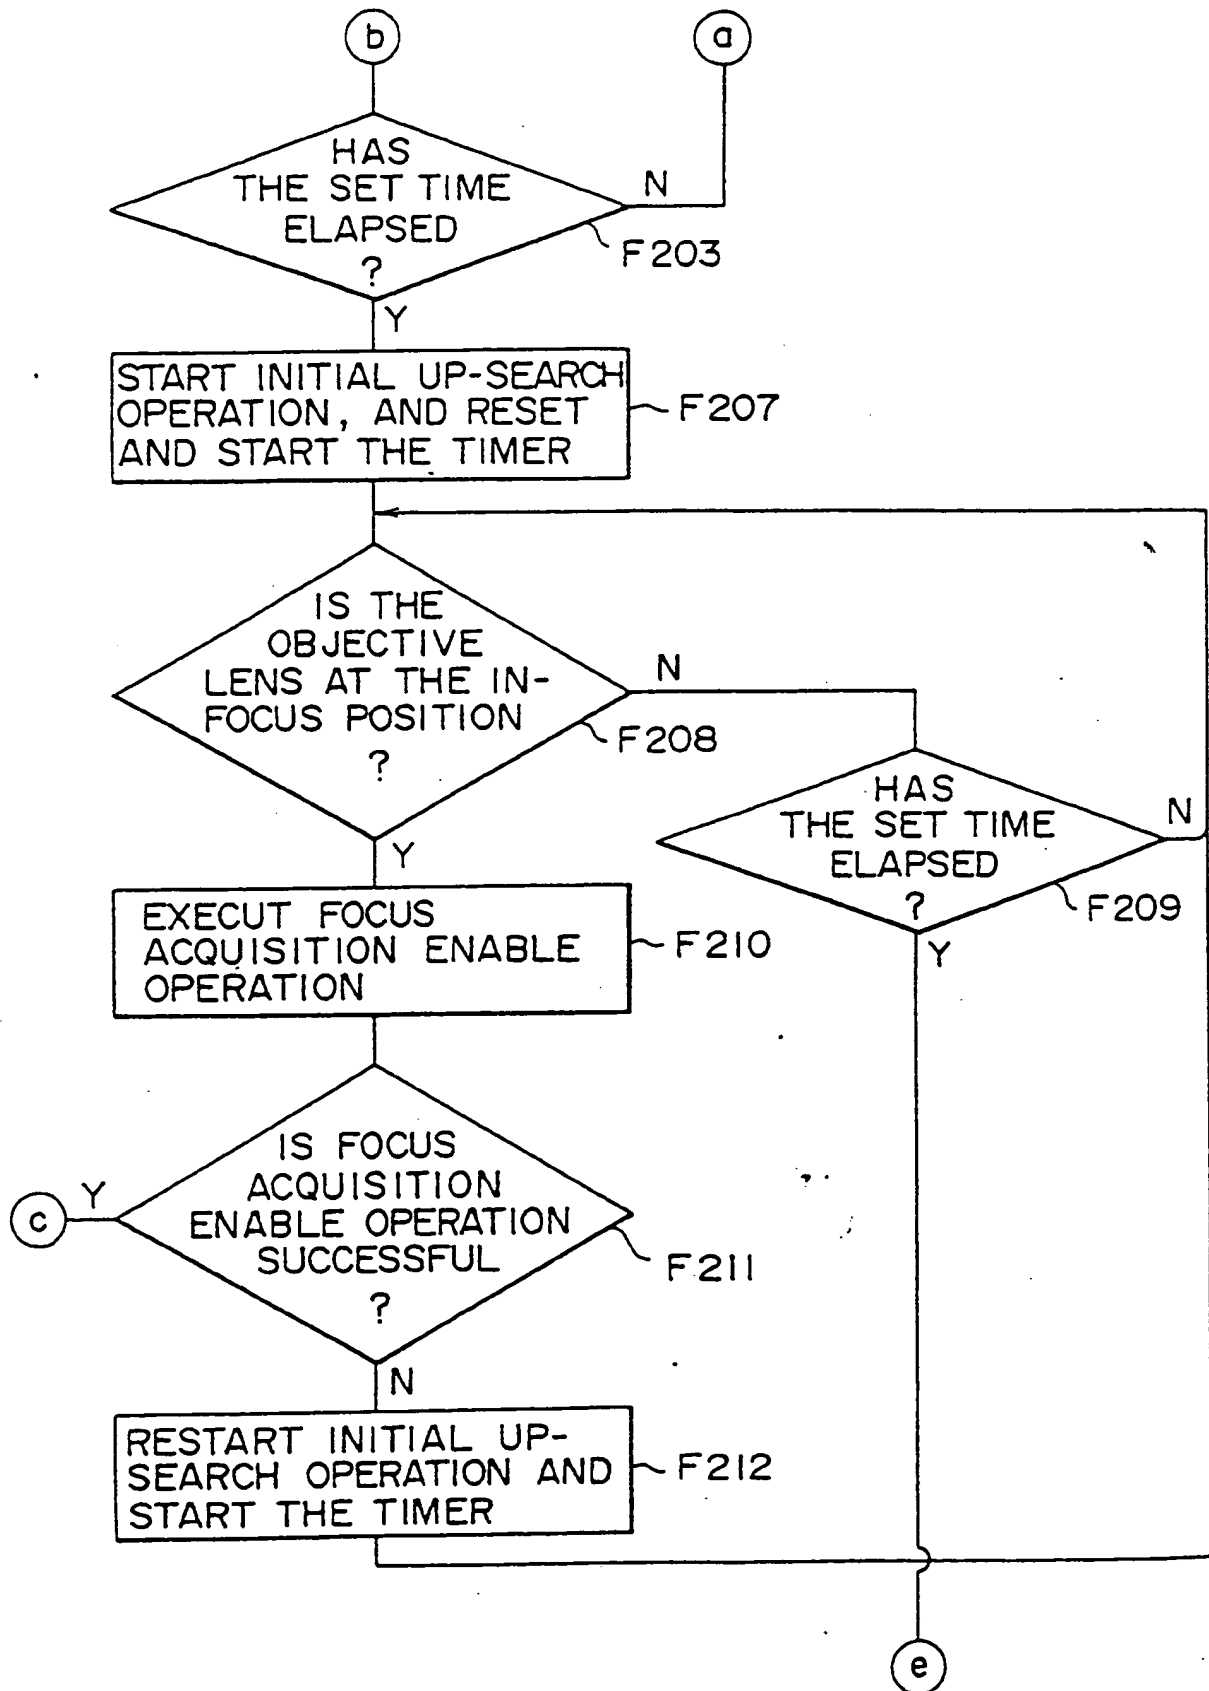 b
a
HAS
THE SET TIME
ELAPSED
?
N
F203
Y
START INITIAL UP-SEARCH
OPERATION, AND RESET
AND START THE TIMER
F207
IS THE
OBJECTIVE
LENS AT THE IN-
FOCUS POSITION
?
N
F208
Y
HAS
THE SET TIME
ELAPSED
?
N
F209
Y
EXECUT FOCUS
ACQUISITION ENABLE
OPERATION
F210
IS FOCUS
ACQUISITION
ENABLE OPERATION
SUCCESSFUL
?
Y
c
F211
N
RESTART INITIAL UP-
SEARCH OPERATION AND
START THE TIMER
F212
e